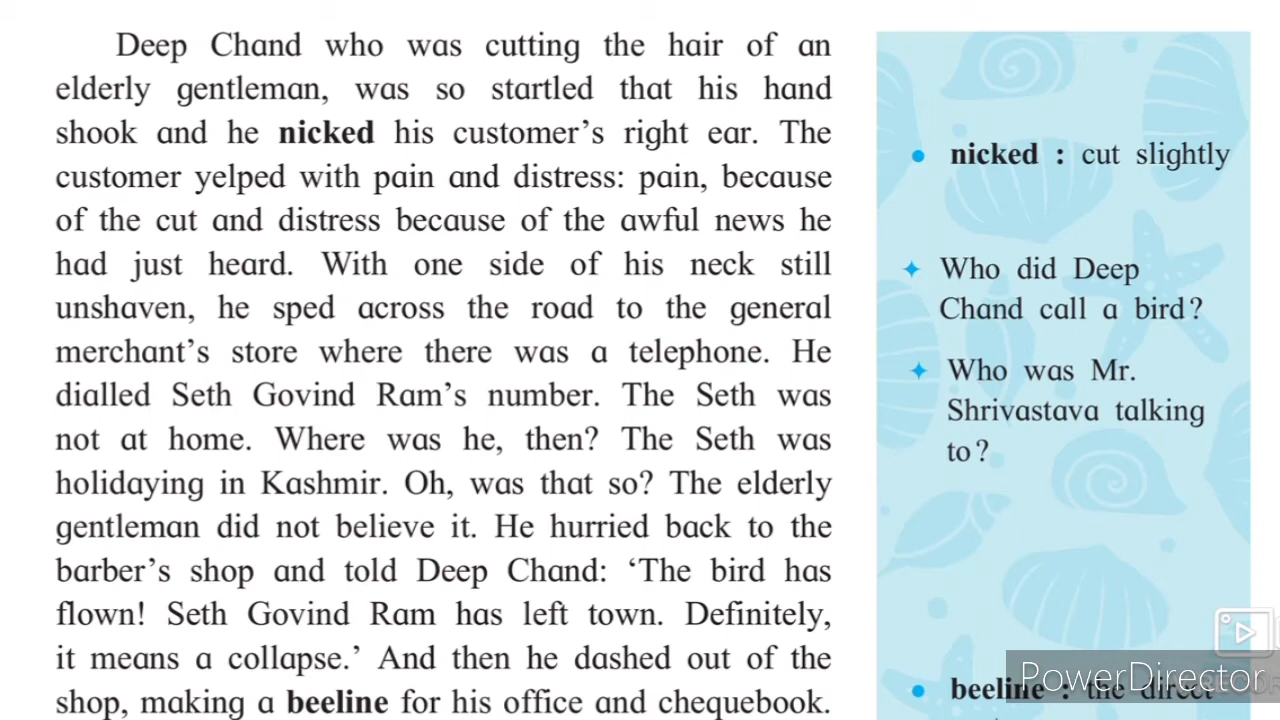 Deep Chand who was cutting the hair of an
elderly gentleman, was so startled that his hand
shook and he nicked his customer's right ear. The
customer yelped with pain and distress: pain, because
of the cut and distress because of the awful news he
had just heard. With one side of his neck still
unshaven, he sped across the road to the general
merchant's store where there was a telephone. He
dialled Seth Govind Ram's number. The Seth was
not at home. Where was he, then? The Seth was
holidaying in Kashmir. Oh, was that so? The elderly
gentleman did not believe it. He hurried back to the
barber's shop and told Deep Chand: ‘The bird has
flown! Seth Govind Ram has left town. Definitely,
it means a collapse.’ And then he dashed out of the
shop, making a beeline for his office and chequebook.
• nicked : cut slightly
✦ Who did Deep
Chand call a bird?
✦ Who was Mr.
Shrivastava talking
to?
• beeline : the direct
PowerDirector